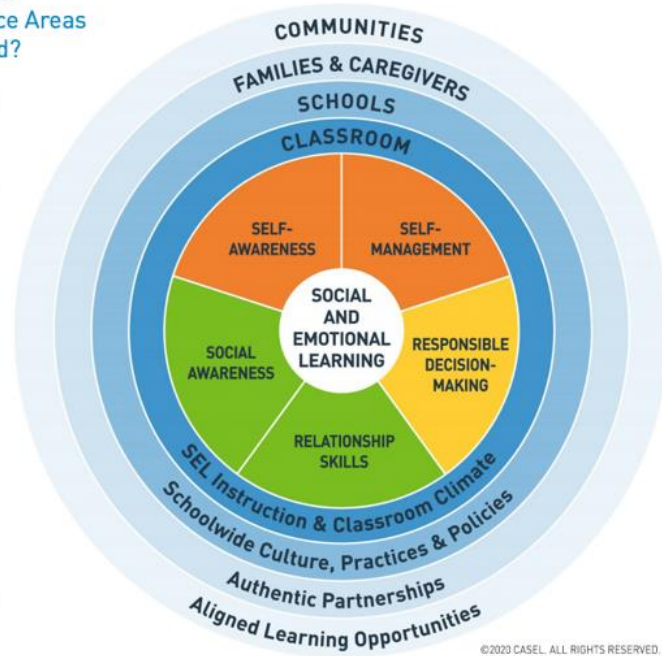 ce Areas
d?
COMMUNITIES
FAMILIES & CAREGIVERS
SCHOOLS
CLASSROOM
SELF-
AWARENESS
SELF-
MANAGEMENT
SOCIAL
AND
EMOTIONAL
LEARNING
SOCIAL
AWARENESS
RESPONSIBLE
DECISION-
MAKING
RELATIONSHIP
SKILLS
SEL Instruction & Classroom Climate
Schoolwide Culture, Practices & Policies
Authentic Partnerships
Aligned Learning Opportunities
©2020 CASEL. ALL RIGHTS RESERVED.